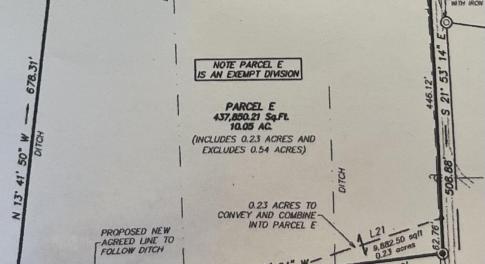 WITH IRON
NOTE PARCEL E
IS AN EXEMPT DIVISION
PARCEL E
437,850.21 Sq.Ft.
10.05 AC.
(INCLUDES 0.23 ACRES AND
EXCLUDES 0.54 ACRES)
N 13° 41' 50" W — 678.31'
DITCH
446.12'
S 21° 53' 14" E
DITCH
508.88'
0.23 ACRES TO
CONVEY AND COMBINE
INTO PARCEL E
L21
9,882.50 sqft
0.23 acres
62.76'
PROPOSED NEW
AGREED LINE TO
FOLLOW DITCH